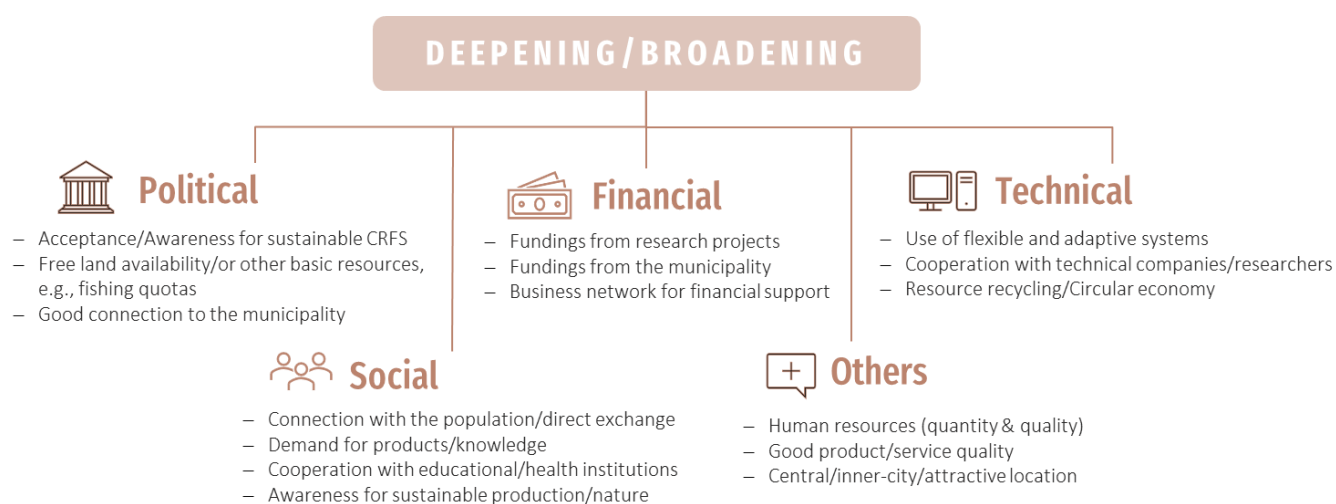 DEEPENING/BROADENING
Political
– Acceptance/Awareness for sustainable CRFS
– Free land availability/or other basic resources,
e.g., fishing quotas
– Good connection to the municipality
Financial
– Fundings from research projects
– Fundings from the municipality
– Business network for financial support
Technical
– Use of flexible and adaptive systems
– Cooperation with technical companies/researchers
– Resource recycling/Circular economy
Social
– Connection with the population/direct exchange
– Demand for products/knowledge
– Cooperation with educational/health institutions
– Awareness for sustainable production/nature
Others
– Human resources (quantity & quality)
– Good product/service quality
– Central/inner-city/attractive location